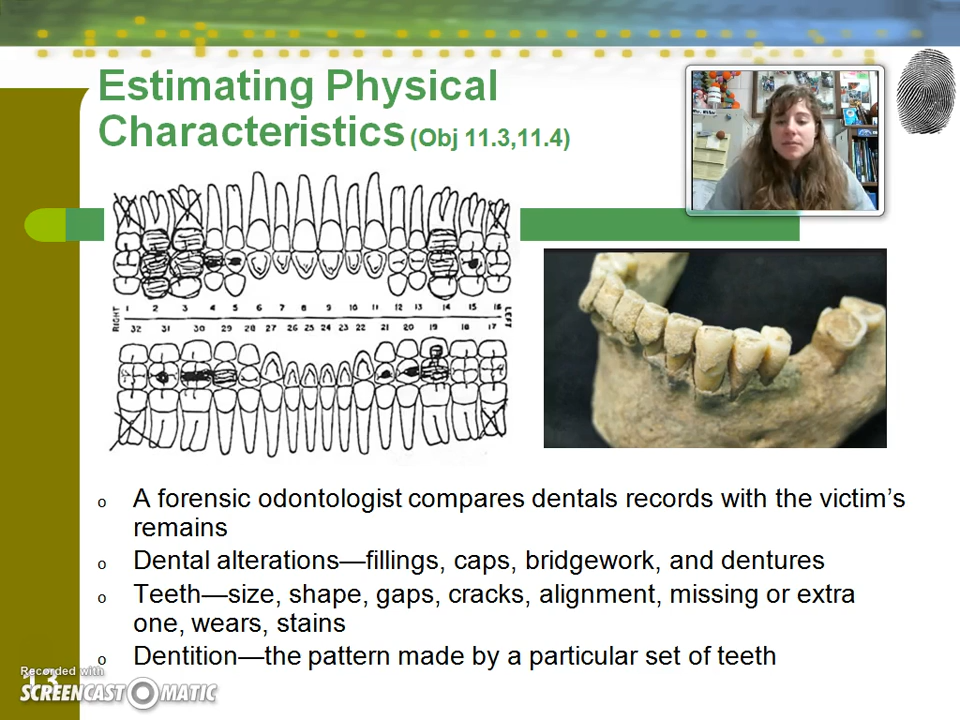 Estimating Physical
Characteristics (Obj 11.3,11.4)
RIGHT
1 2 3 4 5 6 7 8 9 10 11 12 13 14 15 16
32 31 30 29 28 27 26 25 24 23 22 21 20 19 18 17
LEFT
o A forensic odontologist compares dentals records with the victim's
remains
o Dental alterations—fillings, caps, bridgework, and dentures
o Teeth—size, shape, gaps, cracks, alignment, missing or extra
one, wears, stains
o Dentition—the pattern made by a particular set of teeth
13
Recorded with
SCREENCAST-O-MATIC